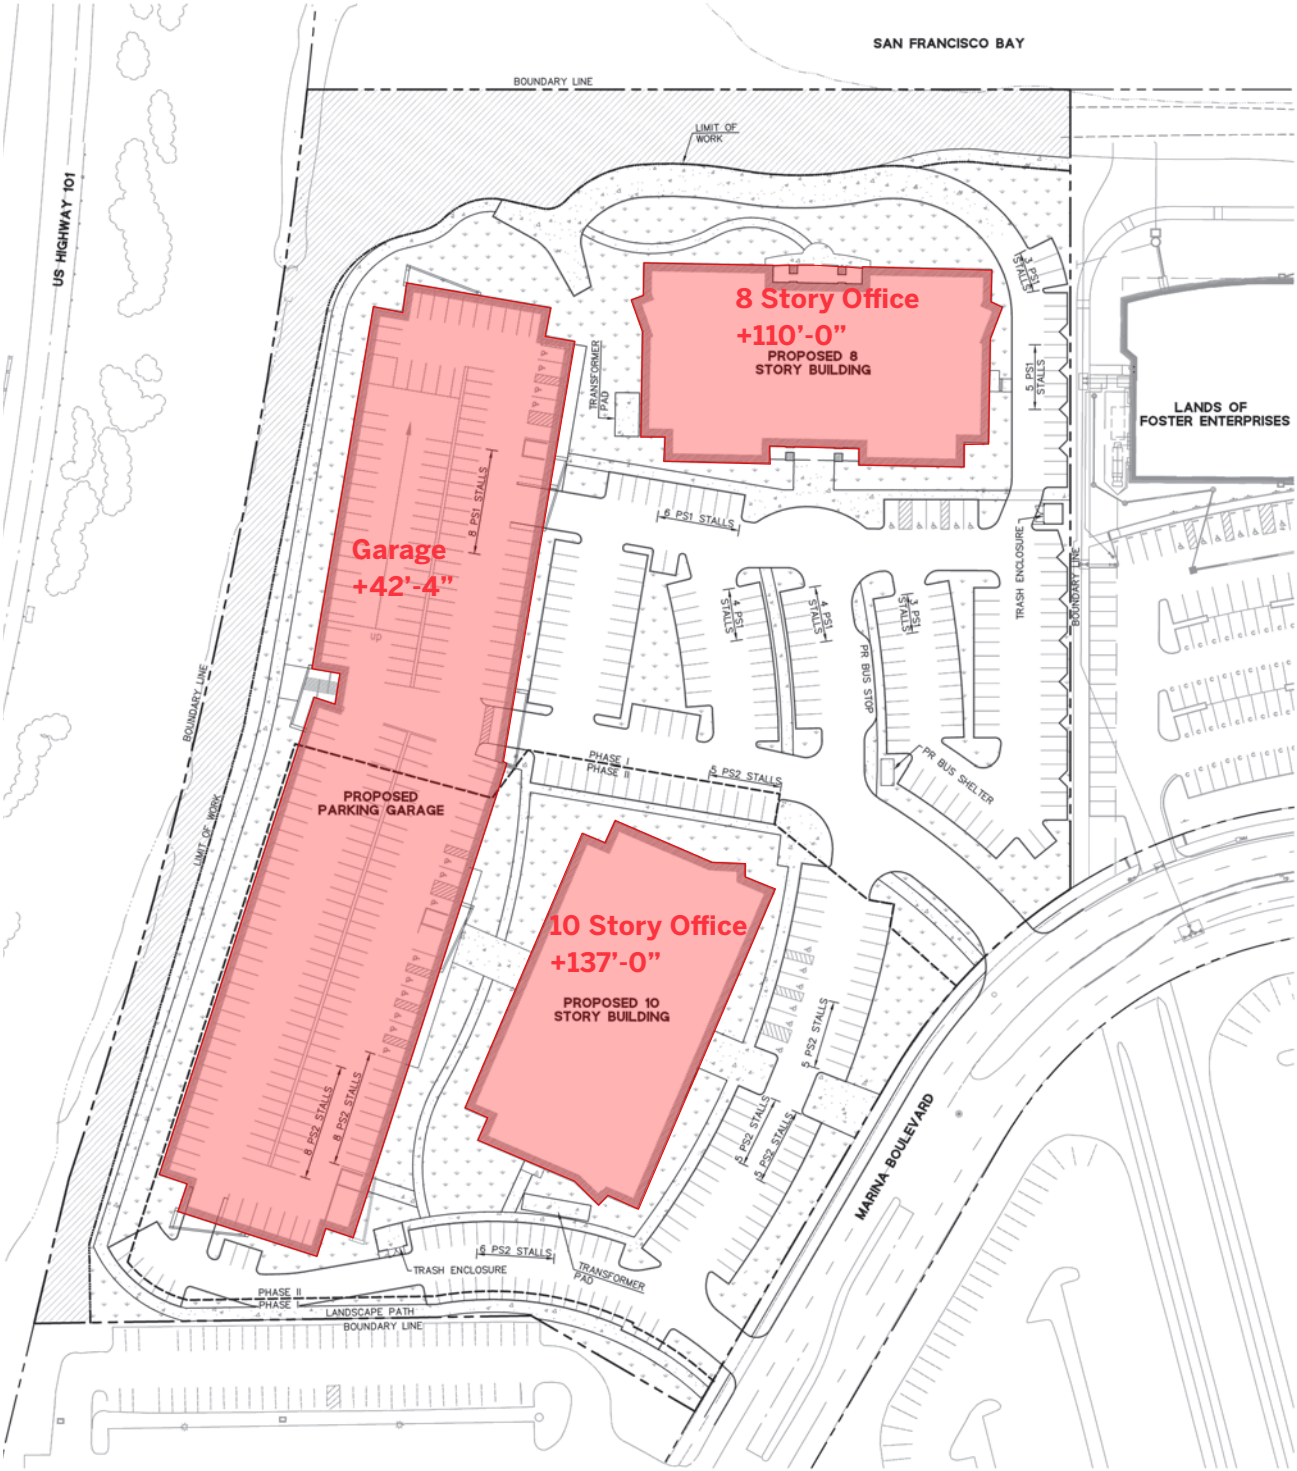 SAN FRANCISCO BAY
BOUNDARY LINE
LIMIT OF
WORK
US HIGHWAY 101
3 PS1
STALLS
8 Story Office
+110'-0"
PROPOSED 8
STORY BUILDING
TRANSFORMER
PAD
5 PS1
STALLS
LANDS OF
FOSTER ENTERPRISES
8 PS1 STALLS
6 PS1 STALLS
Garage
+42'-4"
UP
TRASH ENCLOSURE
BOUNDARY LINE
4 PS1
STALLS
4 PS1
STALLS
3 PS1
STALLS
PR BUS STOP
BOUNDARY LINE
PHASE I
PHASE II
5 PS2 STALLS
PR BUS SHELTER
PROPOSED
PARKING GARAGE
LIMIT OF WORK
10 Story Office
+137'-0"
PROPOSED 10
STORY BUILDING
5 PS2 STALLS
8 PS2 STALLS
8 PS2 STALLS
5 PS2 STALLS
5 PS2 STALLS
MARINA BOULEVARD
6 PS2 STALLS
TRASH ENCLOSURE
TRANSFORMER
PAD
PHASE II
PHASE I
LANDSCAPE PATH
BOUNDARY LINE